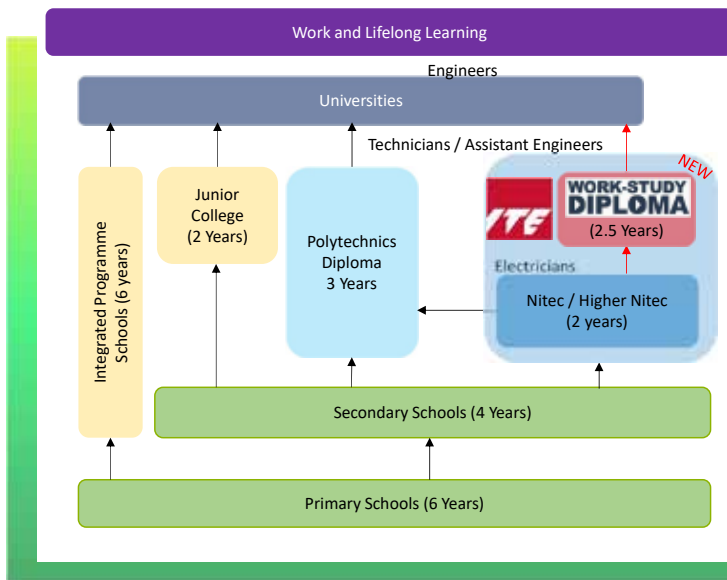 Work and Lifelong Learning
Engineers
Universities
Technicians / Assistant Engineers
NEW
Integrated Programme
Schools (6 years)
Junior
College
(2 Years)
Polytechnics
Diploma
3 Years
ITE
WORK-STUDY
DIPLOMA
(2.5 Years)
Electricians
Nitec / Higher Nitec
(2 years)
Secondary Schools (4 Years)
Primary Schools (6 Years)